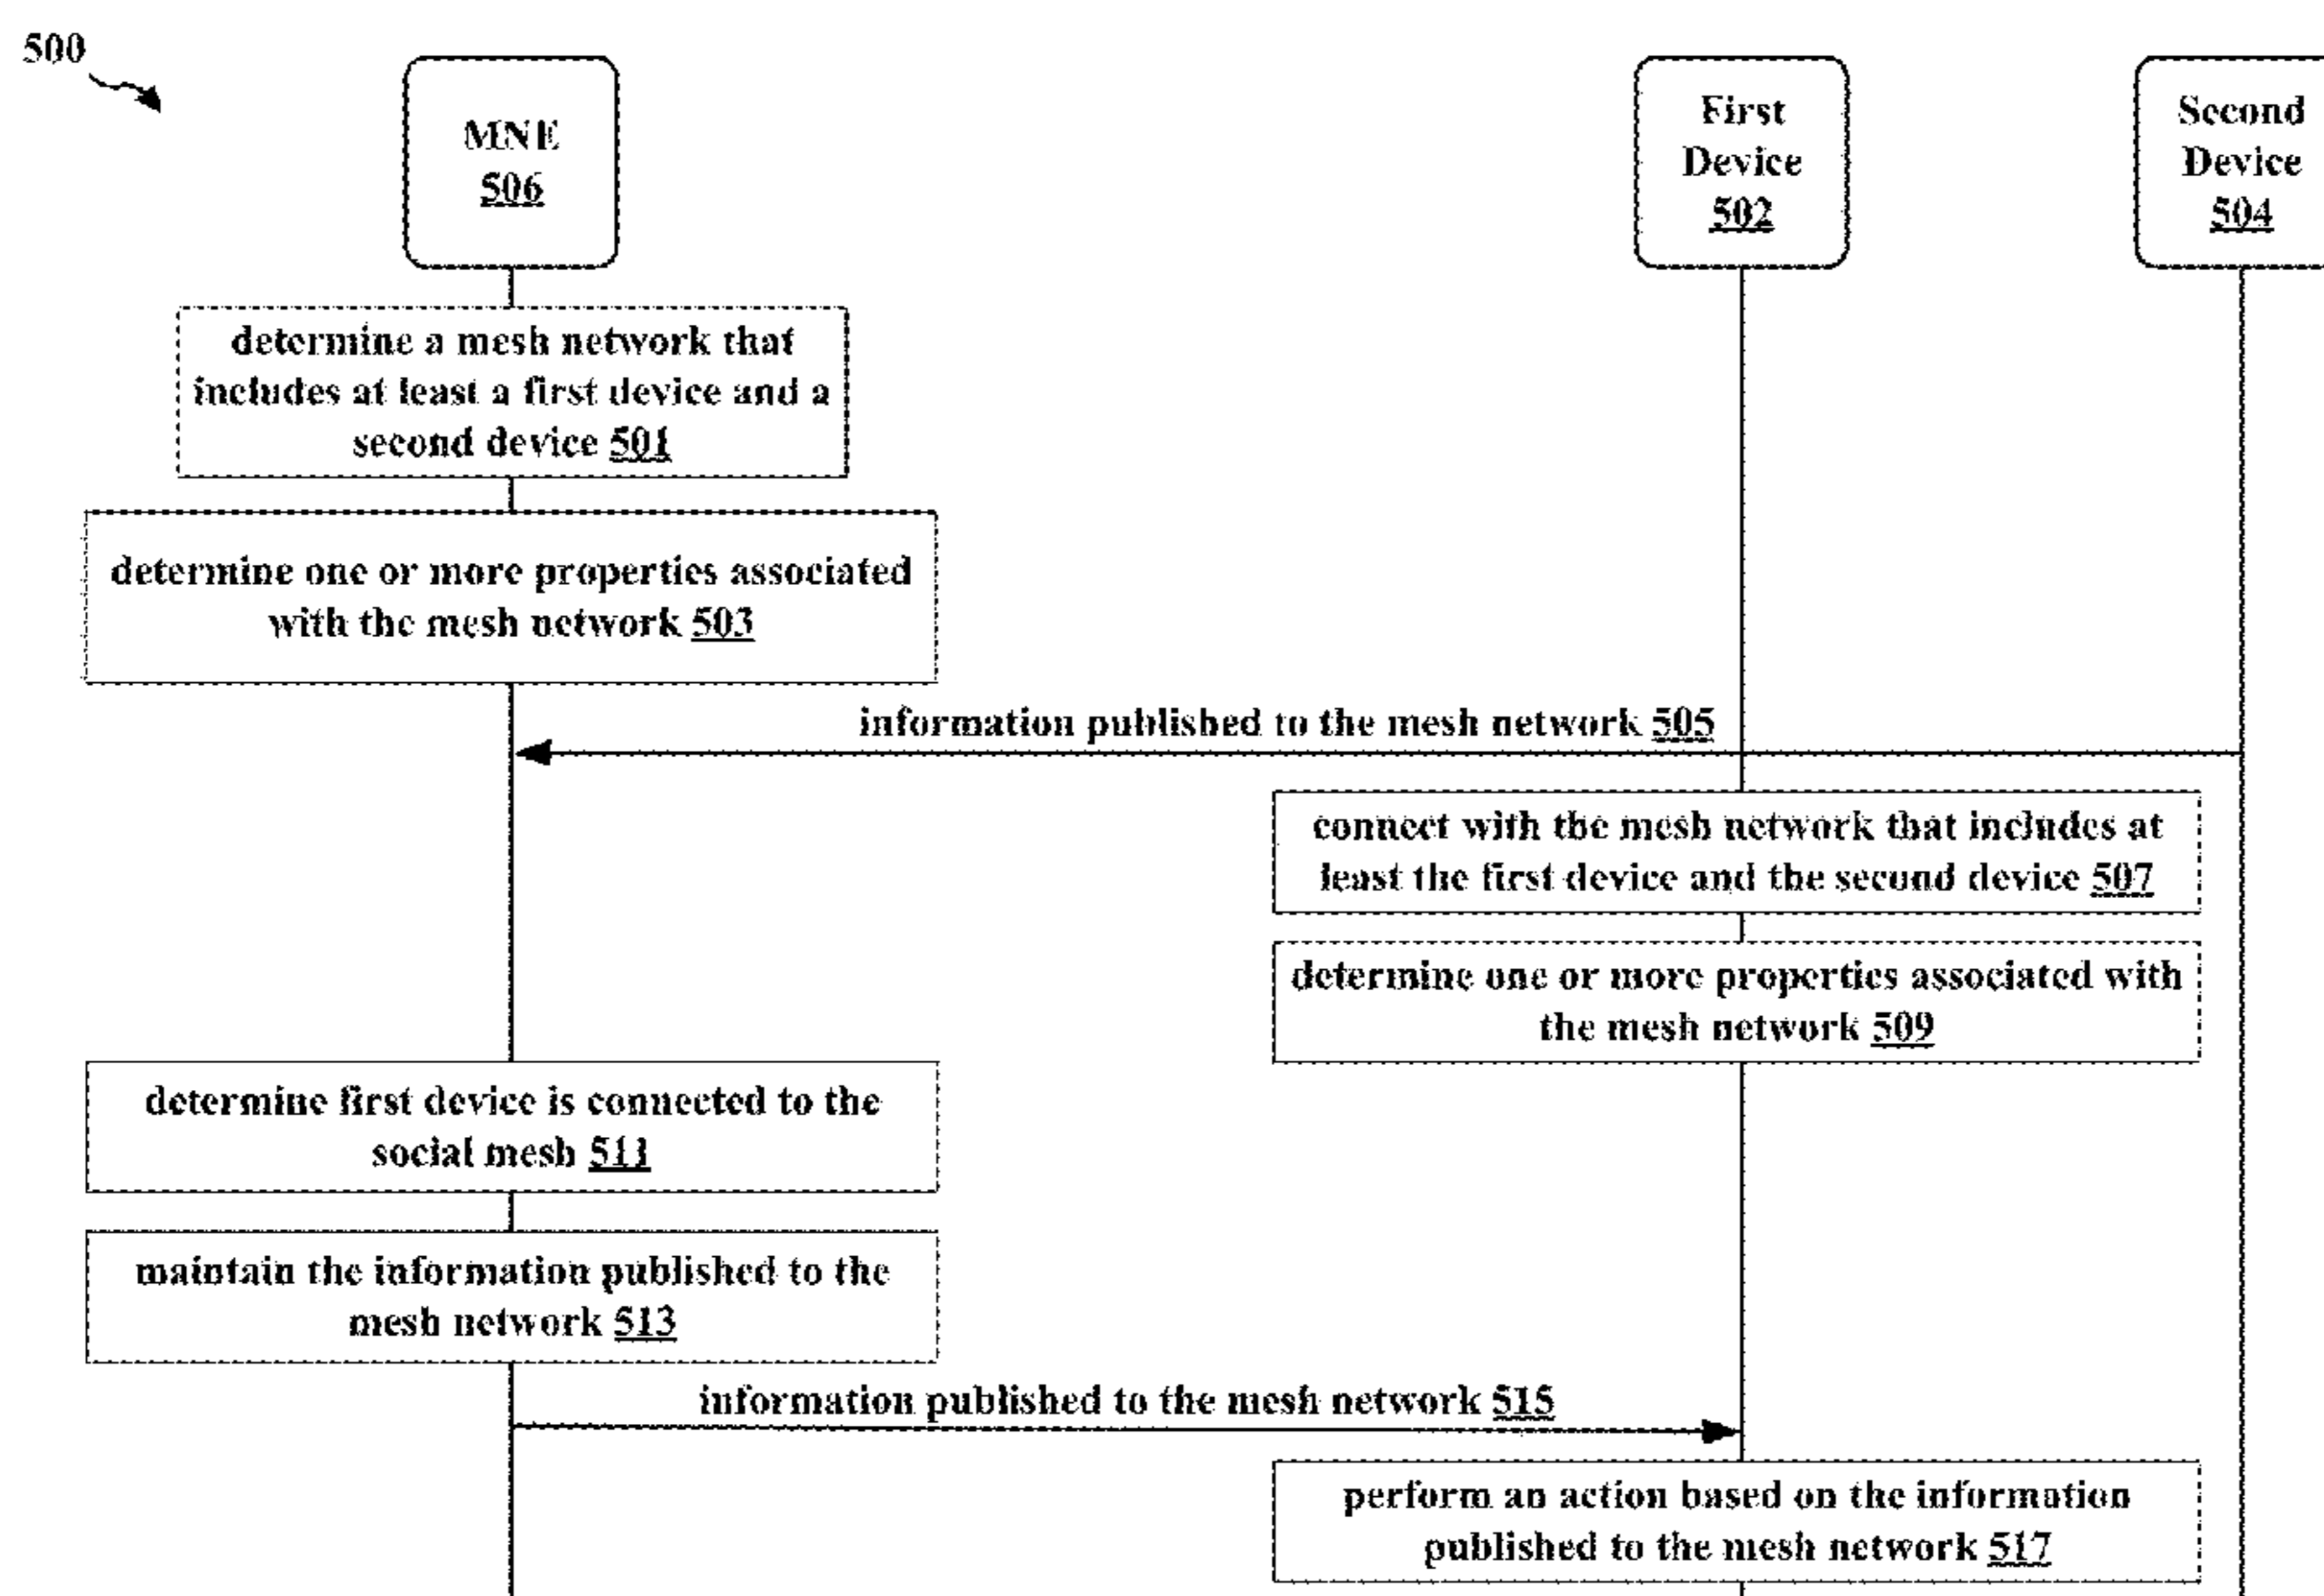 500
MNE
506
First
Device
502
Second
Device
504
determine a mesh network that
includes at least a first device and a
second device 501
determine one or more properties associated
with the mesh network 503
information published to the mesh network 505
connect with the mesh network that includes at
least the first device and the second device 507
determine one or more properties associated with
the mesh network 509
determine first device is connected to the
social mesh 511
maintain the information published to the
mesh network 513
information published to the mesh network 515
perform an action based on the information
published to the mesh network 517